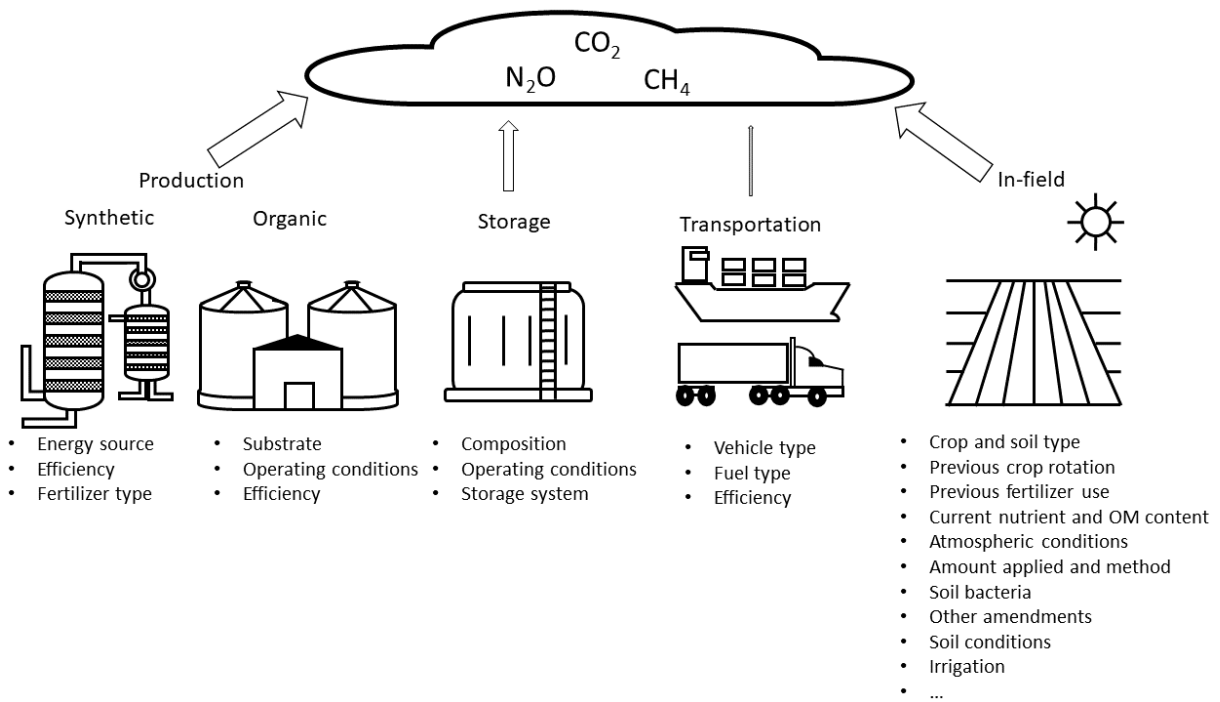 CO₂
N₂O CH₄
Production
In-field
Synthetic
Organic
Storage
Transportation
• Energy source
• Efficiency
• Fertilizer type
• Substrate
• Operating conditions
• Efficiency
• Composition
• Operating conditions
• Storage system
• Vehicle type
• Fuel type
• Efficiency
• Crop and soil type
• Previous crop rotation
• Previous fertilizer use
• Current nutrient and OM content
• Atmospheric conditions
• Amount applied and method
• Soil bacteria
• Other amendments
• Soil conditions
• Irrigation
• ...